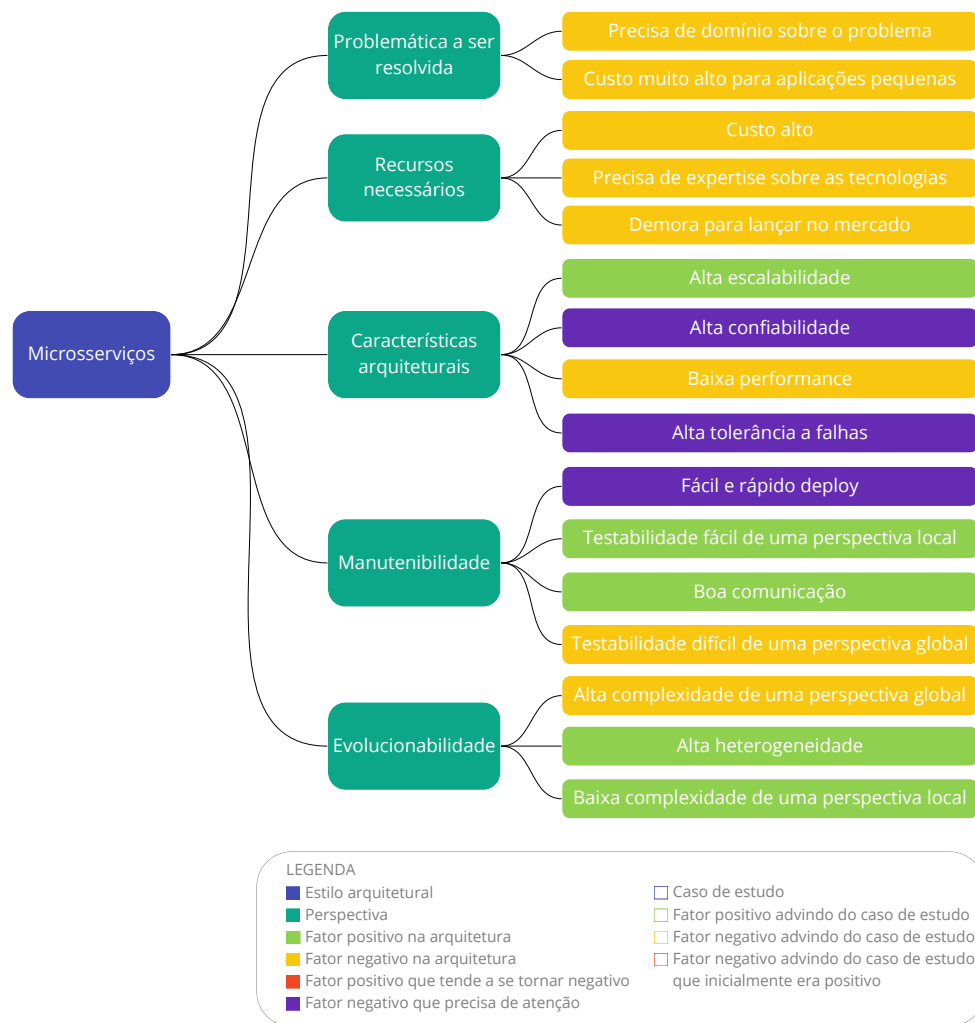 Microsserviços
Problemática a ser
resolvida
Precisa de domínio sobre o problema
Custo muito alto para aplicações pequenas
Recursos
necessários
Custo alto
Precisa de expertise sobre as tecnologias
Demora para lançar no mercado
Características
arquiteturais
Alta escalabilidade
Alta confiabilidade
Baixa performance
Alta tolerância a falhas
Manutenibilidade
Fácil e rápido deploy
Testabilidade fácil de uma perspectiva local
Boa comunicação
Testabilidade difícil de uma perspectiva global
Evolucionabilidade
Alta complexidade de uma perspectiva global
Alta heterogeneidade
Baixa complexidade de uma perspectiva local
LEGENDA
Estilo arquitetural
Perspectiva
Fator positivo na arquitetura
Fator negativo na arquitetura
Fator positivo que tende a se tornar negativo
Fator negativo que precisa de atenção
Caso de estudo
Fator positivo advindo do caso de estudo
Fator negativo advindo do caso de estudo
Fator negativo advindo do caso de estudo
que inicialmente era positivo